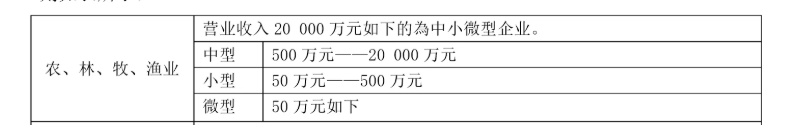 营业收入 20 000 万元如下的為中小微型企业。
农、林、牧、渔业
中型 500 万元——20 000 万元
小型 50 万元——500 万元
微型 50 万元如下